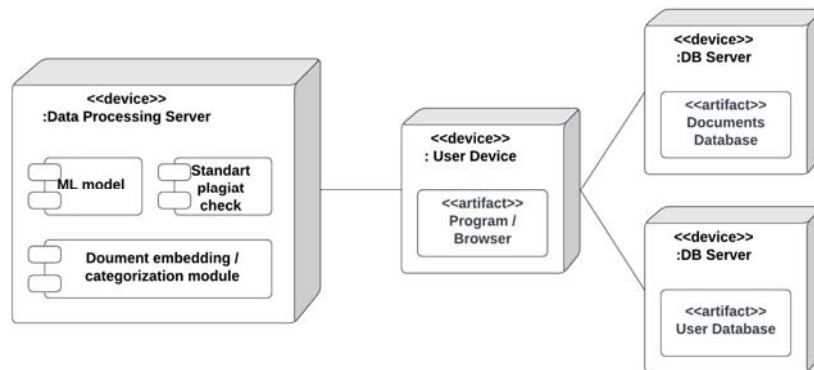 <<device>>
:Data Processing Server
ML model
Standart
plagiat
check
Doument embedding /
categorization module
<<device>>
: User Device
<<artifact>>
Program /
Browser
<<device>>
:DB Server
<<artifact>>
Documents
Database
<<device>>
:DB Server
<<artifact>>
User Database